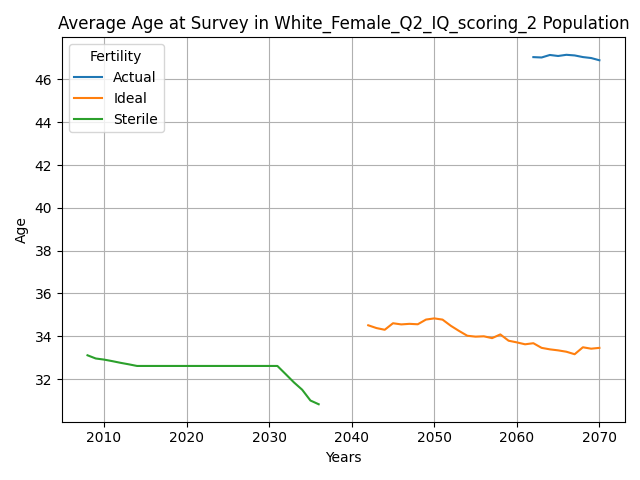 Average Age at Survey in White_Female_Q2_IQ_scoring_2 Population
Fertility
Actual
Ideal
Sterile
Age
46
44
42
40
38
36
34
32
2010 2020 2030 2040 2050 2060 2070
Years